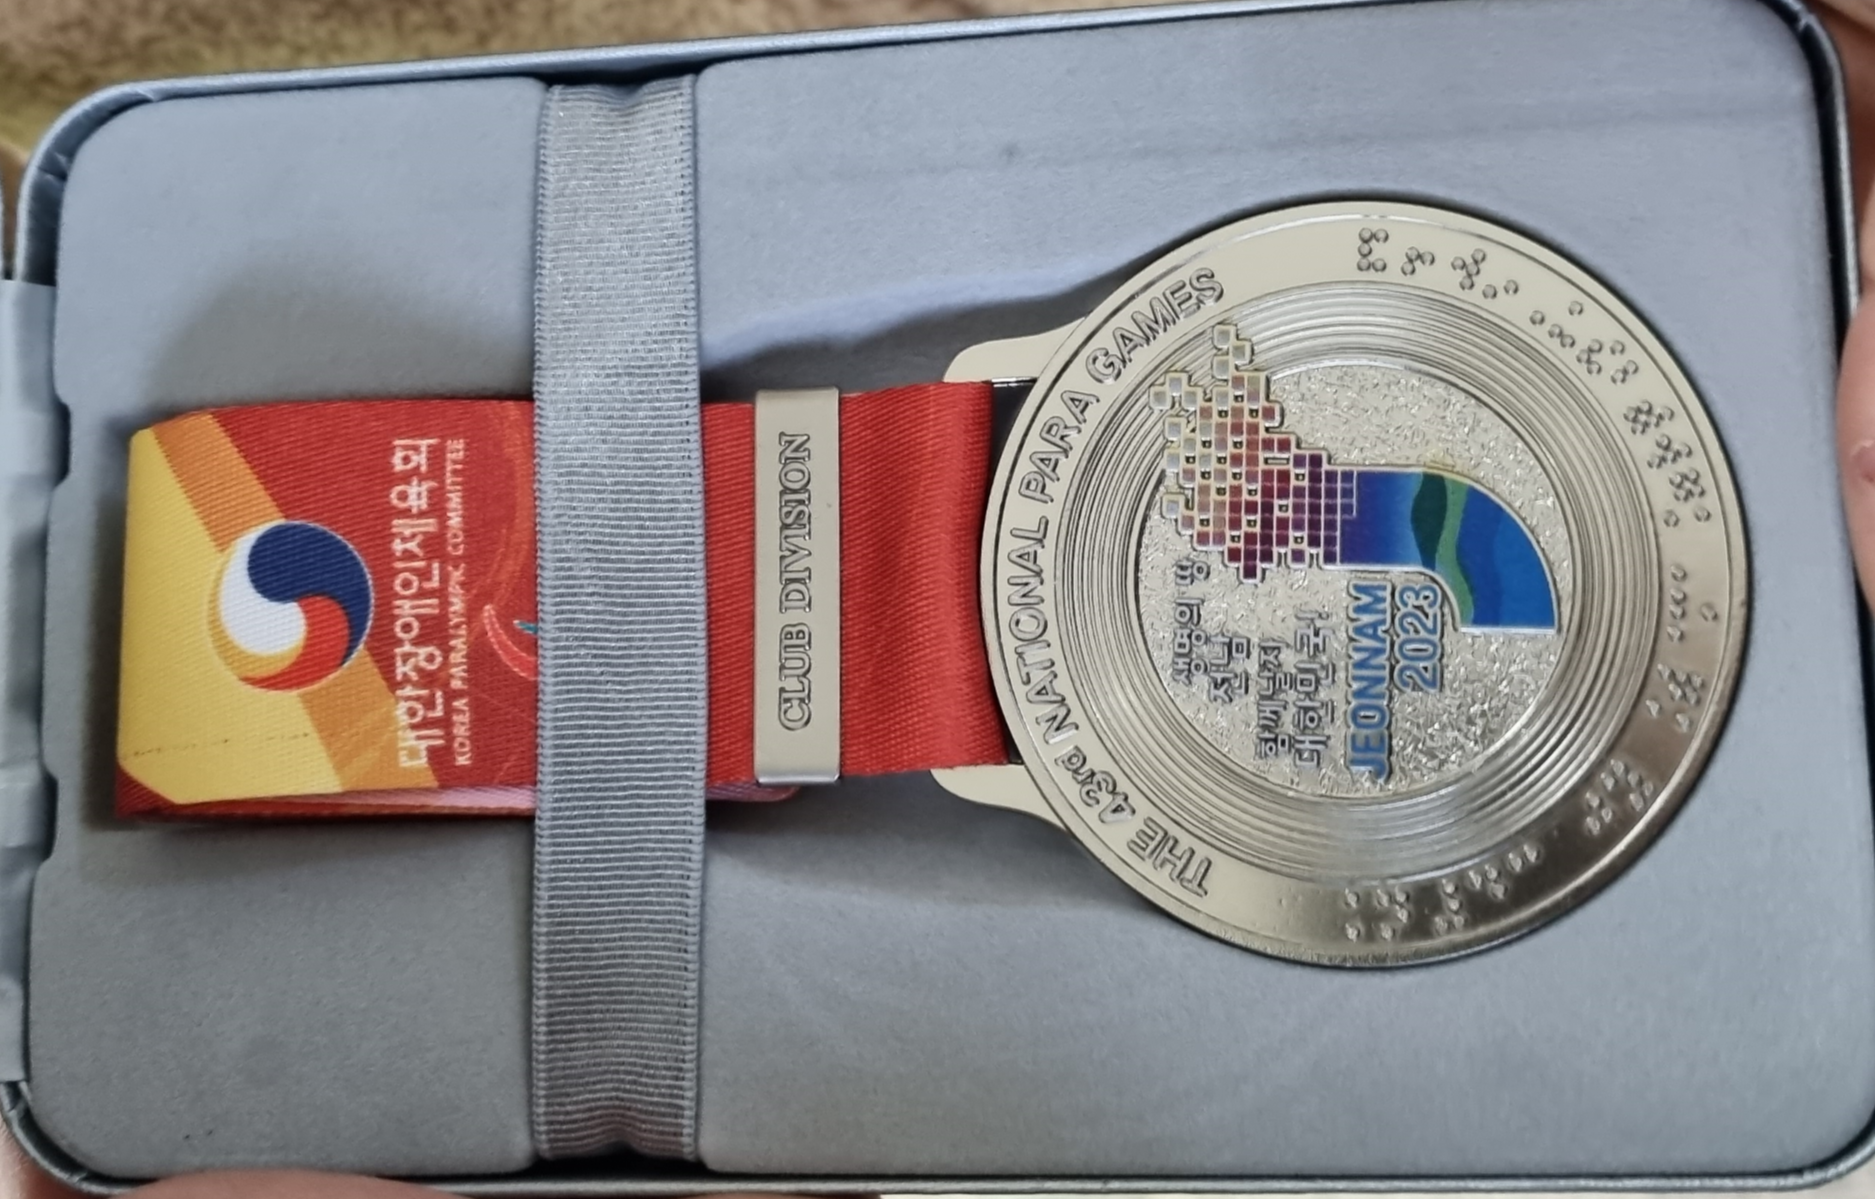 대한장애인체육회
KOREA PARALYMPIC COMMITTEE
CLUB DIVISION
THE 43rd NATIONAL PARA GAMES
생명의 땅
전남
함께날자
대한민국!
JEONNAM
2023